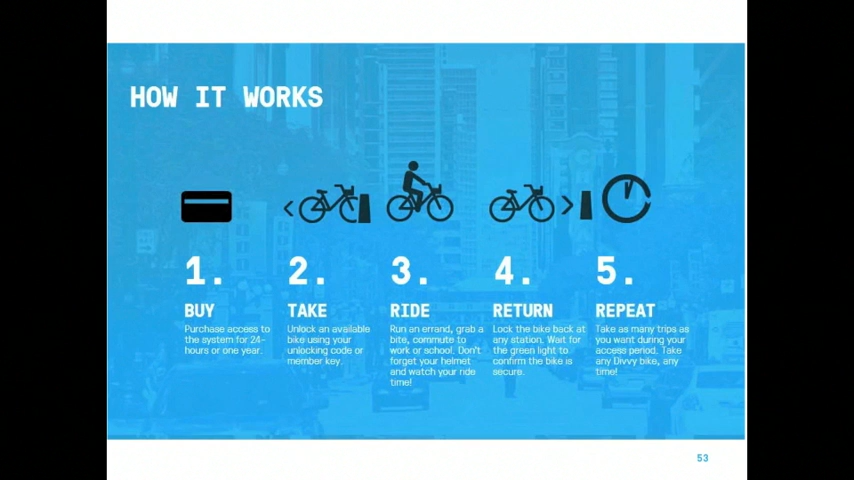 HOW IT WORKS
1.
BUY
Purchase access to
the system for 24-
hours or one year.
2.
TAKE
Unlock an available
bike using your
unlocking code or
member key.
3.
RIDE
Run an errand, grab a
bite, commute to
work or school. Don't
forget your helmet
and watch your ride
time!
4.
RETURN
Lock the bike back at
any station. Wait for
the green light to
confirm the bike is
secure.
5.
REPEAT
Take as many trips as
you want during your
access period. Take
any Divvy bike, any
time!
53